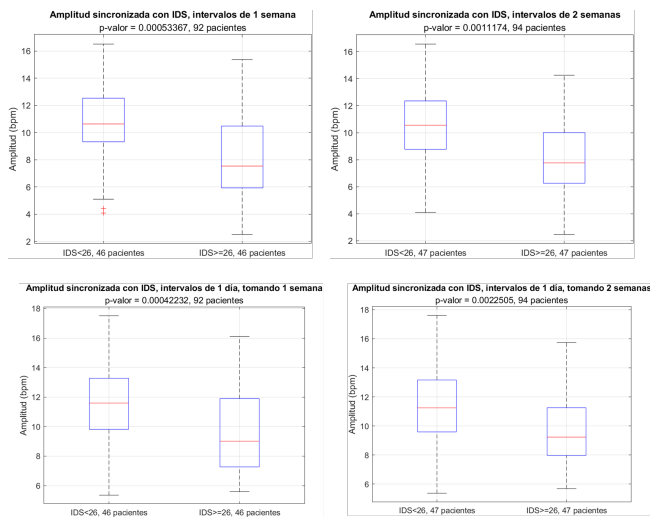 Amplitud sincronizada con IDS, intervalos de 1 semana
p-valor = 0.00053367, 92 pacientes
16
14
12
10
8
6
4
2
Amplitud (bpm)
IDS<26, 46 pacientes
IDS>=26, 46 pacientes
Amplitud sincronizada con IDS, intervalos de 2 semanas
p-valor = 0.0011174, 94 pacientes
16
14
12
10
8
6
4
2
Amplitud (bpm)
IDS<26, 47 pacientes
IDS>=26, 47 pacientes
Amplitud sincronizada con IDS, intervalos de 1 día, tomando 1 semana
p-valor = 0.00042232, 92 pacientes
18
16
14
12
10
8
6
Amplitud (bpm)
IDS<26, 46 pacientes
IDS>=26, 46 pacientes
Amplitud sincronizada con IDS, intervalos de 1 día, tomando 2 semanas
p-valor = 0.0022505, 94 pacientes
18
16
14
12
10
8
6
Amplitud (bpm)
IDS<26, 47 pacientes
IDS>=26, 47 pacientes